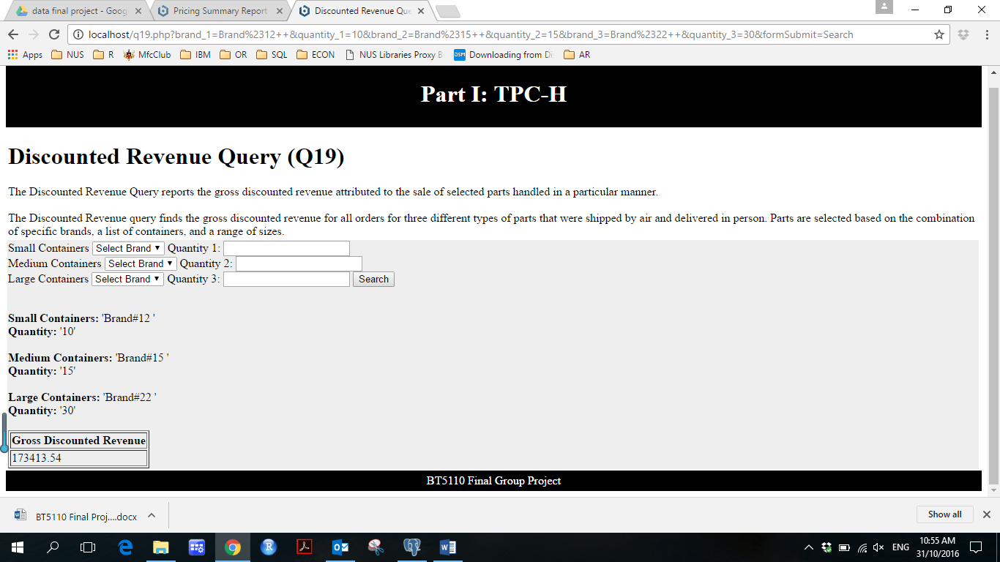 data final project - Goog
Pricing Summary Report
Discounted Revenue Que
localhost/q19.php?brand_1=Brand%2312++&quantity_1=10&brand_2=Brand%2315++&quantity_2=15&brand_3=Brand%2322++&quantity_3=30&formSubmit=Search
Apps NUS R MfcClub IBM OR SQL ECON NUS Libraries Proxy B DSM Downloading from Di AR
Part I: TPC-H
Discounted Revenue Query (Q19)
The Discounted Revenue Query reports the gross discounted revenue attributed to the sale of selected parts handled in a particular manner.
The Discounted Revenue query finds the gross discounted revenue for all orders for three different types of parts that were shipped by air and delivered in person. Parts are selected based on the combination
of specific brands, a list of containers, and a range of sizes.
Small Containers Select Brand Quantity 1:
Medium Containers Select Brand Quantity 2:
Large Containers Select Brand Quantity 3: Search
Small Containers: 'Brand#12 '
Quantity: '10'
Medium Containers: 'Brand#15 '
Quantity: '15'
Large Containers: 'Brand#22 '
Quantity: '30'
Gross Discounted Revenue
173413.54
BT5110 Final Group Project
BT5110 Final Proj....docx
Show all
ENG
10:55 AM
31/10/2016